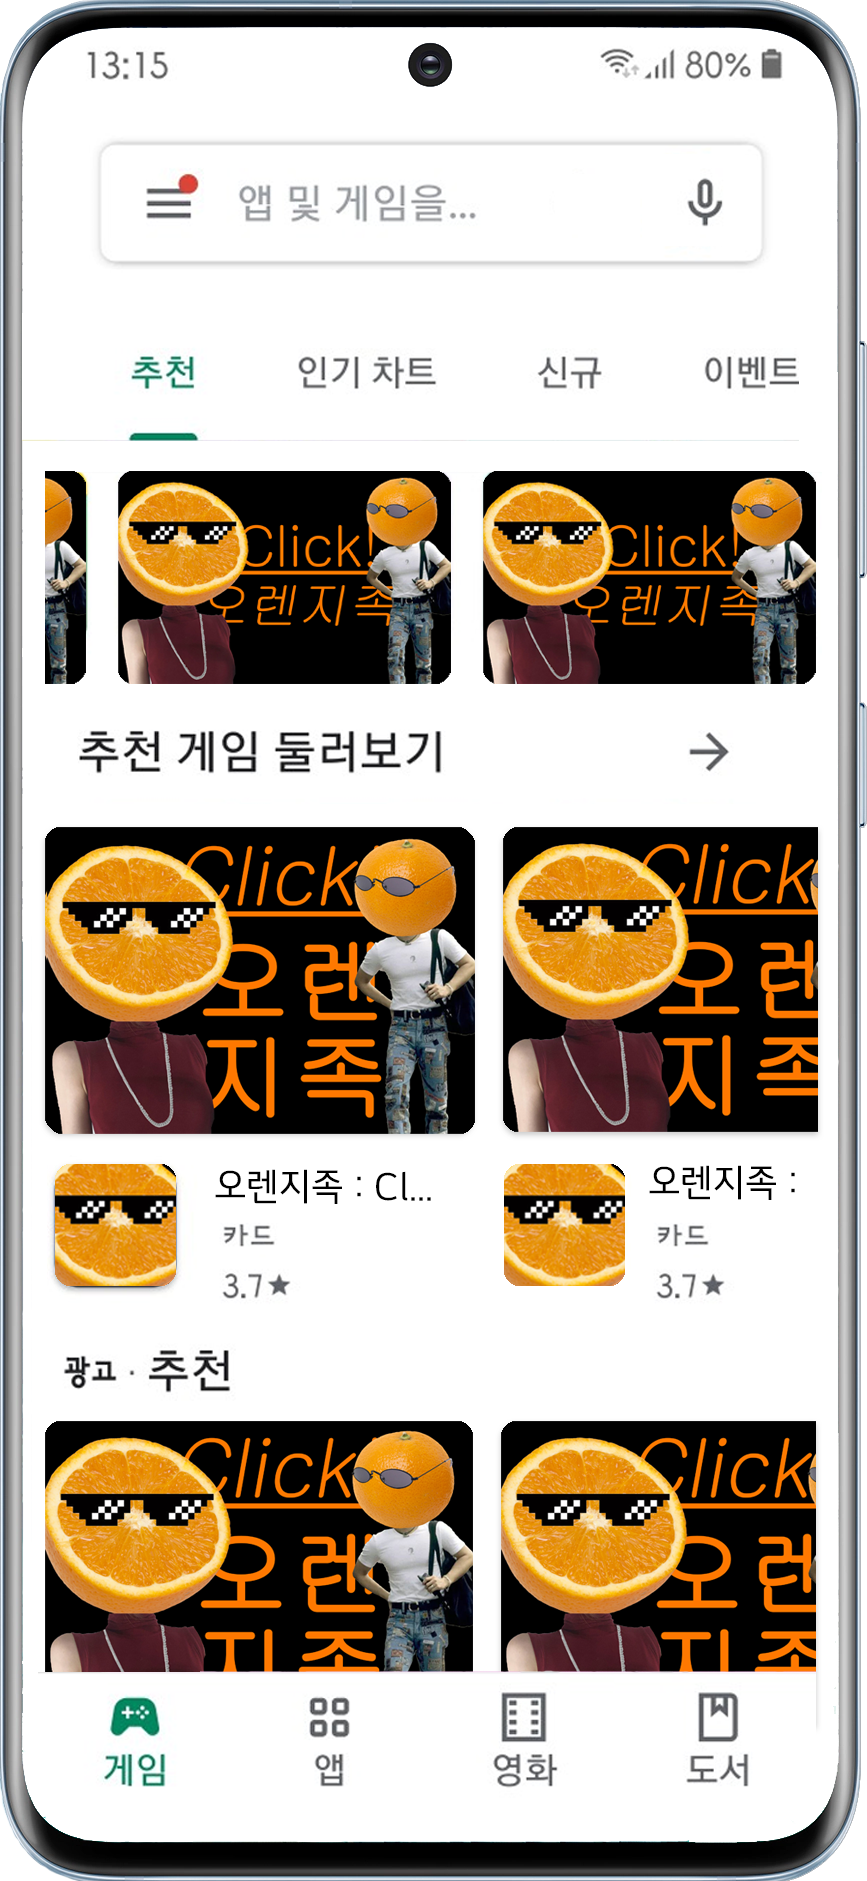 13:15 80%
앱 및 게임을...
추천 인기 차트 신규 이벤트
Click!
오렌지족
Click!
오렌지족
추천 게임 둘러보기
Click
오렌
지족
Click
오렌
지족
오렌지족 : Cl...
카드
3.7★
오렌지족 :
카드
3.7★
광고 · 추천
Click
오렌
지족
Click
오렌
지족
게임 앱 영화 도서